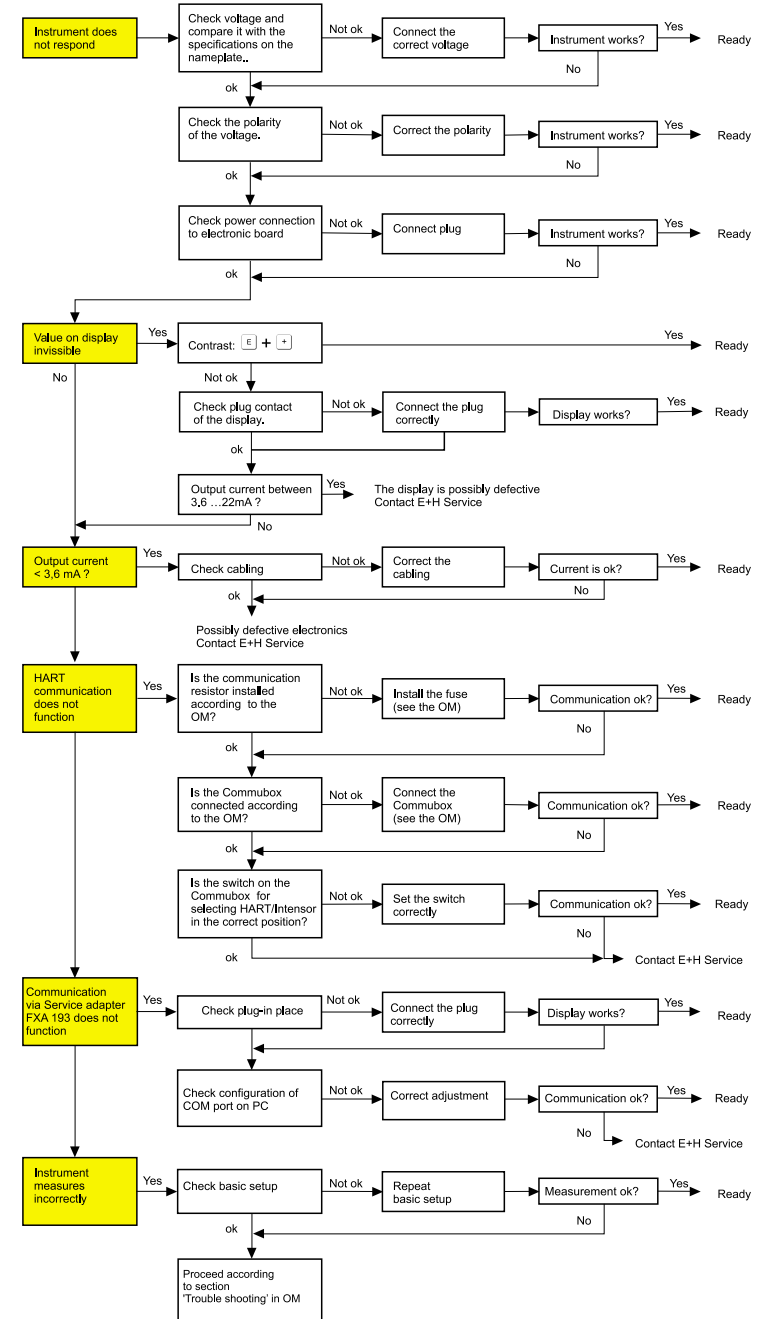 Instrument does
not respond
Check voltage and
compare it with the
specifications on the
nameplate..
Not ok
Connect the
correct voltage
Instrument works?
Yes
Ready
No
ok
Check the polarity
of the voltage.
Not ok
Correct the polarity
Instrument works?
Yes
Ready
No
ok
Check power connection
to electronic board
Not ok
Connect plug
Instrument works?
Yes
Ready
No
ok
Value on display
invissible
Yes
Contrast: E + +
Yes
Ready
No
Not ok
Check plug contact
of the display.
Not ok
Connect the plug
correctly
Display works?
Yes
Ready
ok
Output current between
3,6 ...22mA ?
Yes
The display is possibly defective
Contact E+H Service
No
Output current
< 3,6 mA ?
Yes
Check cabling
Not ok
Correct the
cabling
Current is ok?
Yes
Ready
No
ok
Possibly defective electronics
Contact E+H Service
HART
communication
does not
function
Yes
Is the communication
resistor installed
according to the
OM?
Not ok
Install the fuse
(see the OM)
Communication ok?
Yes
Ready
No
ok
Is the Commubox
connected according
to the OM?
Not ok
Connect the
Commubox
(see the OM)
Communication ok?
Yes
Ready
No
ok
Is the switch on the
Commubox for
selecting HART/Intensor
in the correct position?
Not ok
Set the switch
correctly
Communication ok?
Yes
Ready
No
ok
Contact E+H Service
Communication
via Service adapter
FXA 193 does not
function
Yes
Check plug-in place
Not ok
Connect the plug
correctly
Display works?
Yes
Ready
Check configuration of
COM port on PC
Not ok
Correct adjustment
Communication ok?
Yes
Ready
No
Contact E+H Service
Instrument
measures
incorrectly
Yes
Check basic setup
Not ok
Repeat
basic setup
Measurement ok?
Yes
Ready
No
ok
Proceed according
to section
'Trouble shooting' in OM